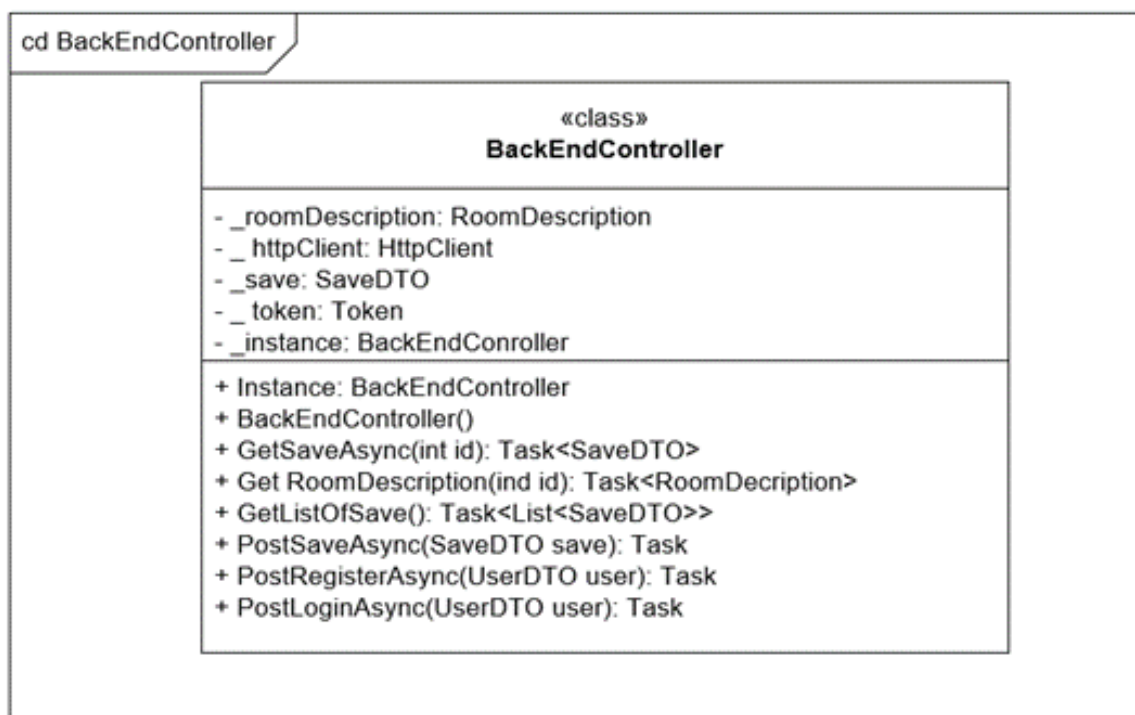 cd BackEndController
«class»
BackEndController
- _roomDescription: RoomDescription
- _ httpClient: HttpClient
- _save: SaveDTO
- _ token: Token
- _instance: BackEndConroller
+ Instance: BackEndController
+ BackEndController()
+ GetSaveAsync(int id): Task<SaveDTO>
+ Get RoomDescription(ind id): Task<RoomDecription>
+ GetListOfSave(): Task<List<SaveDTO>>
+ PostSaveAsync(SaveDTO save): Task
+ PostRegisterAsync(UserDTO user): Task
+ PostLoginAsync(UserDTO user): Task